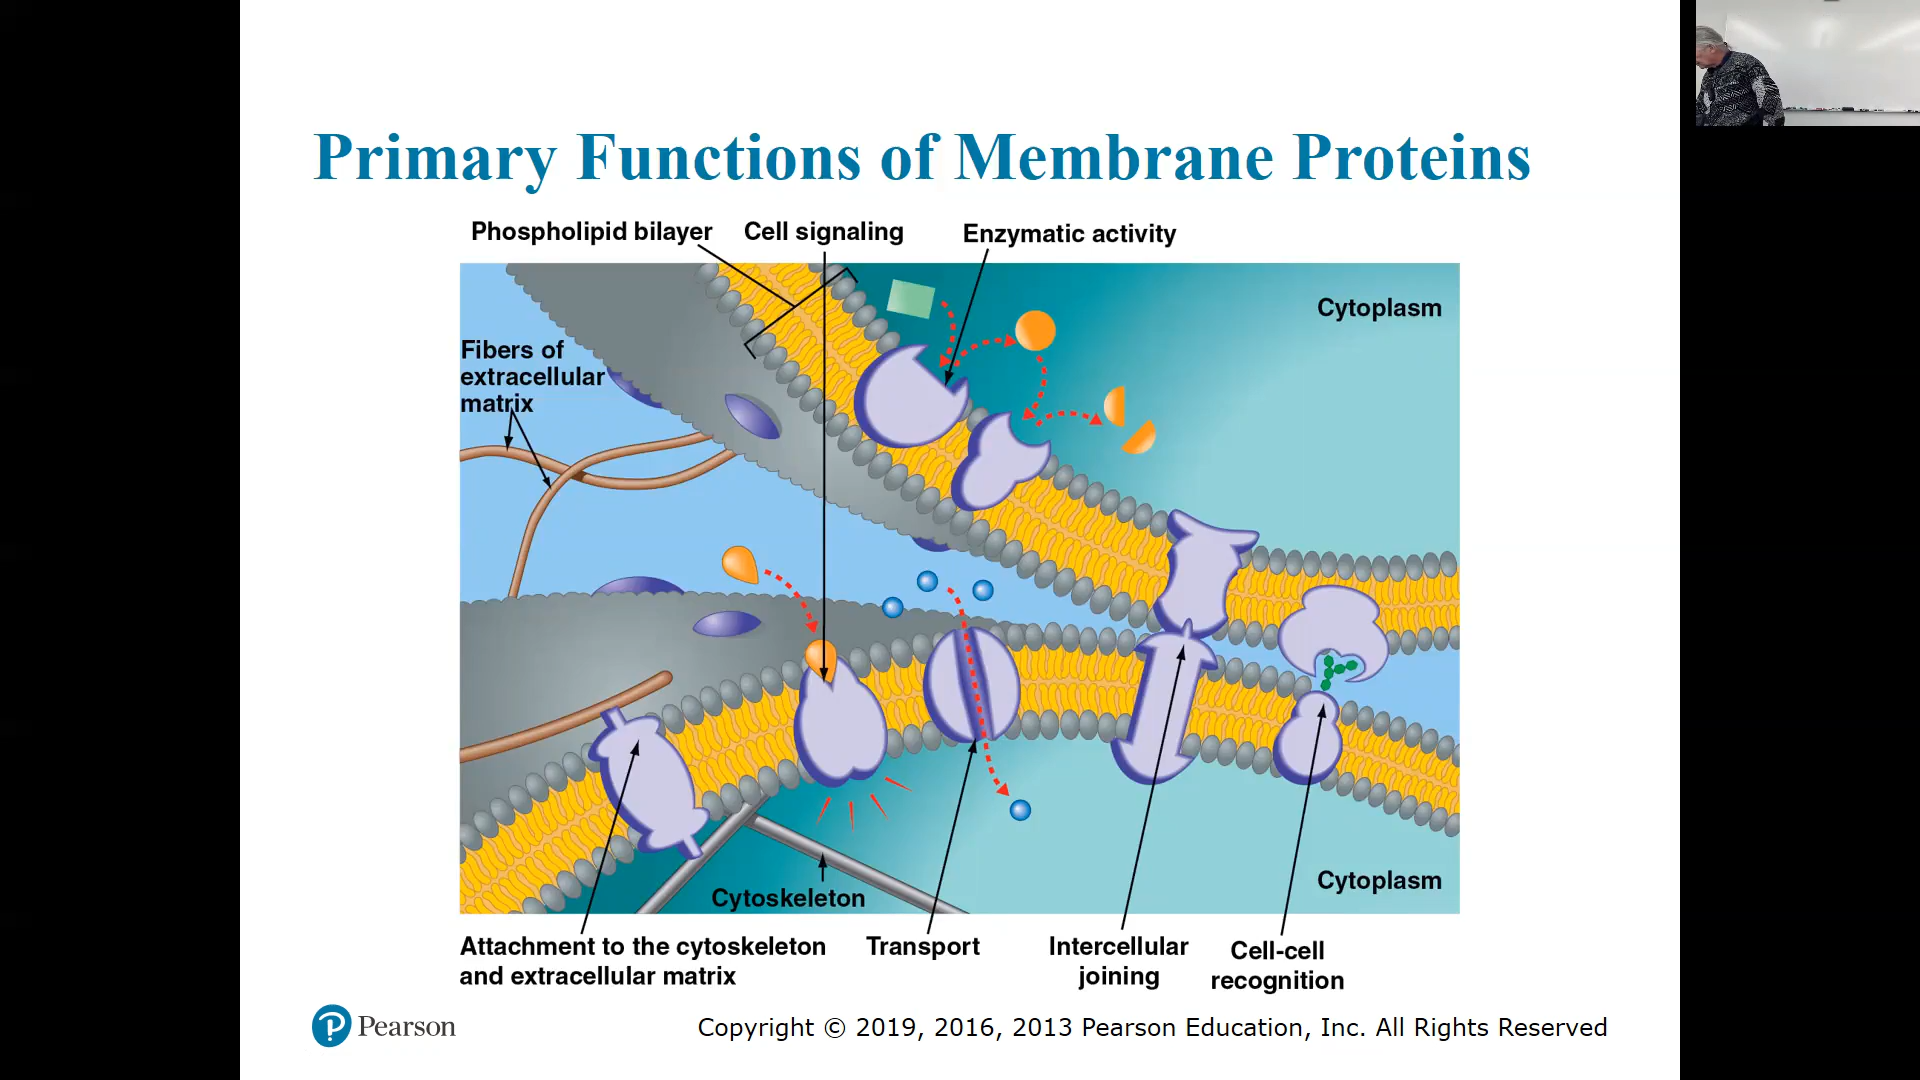 Primary Functions of Membrane Proteins
Phospholipid bilayer
Cell signaling
Enzymatic activity
Cytoplasm
Fibers of
extracellular
matrix
Cytoplasm
Cytoskeleton
Attachment to the cytoskeleton
and extracellular matrix
Transport
Intercellular
joining
Cell-cell
recognition
Pearson
Copyright © 2019, 2016, 2013 Pearson Education, Inc. All Rights Reserved